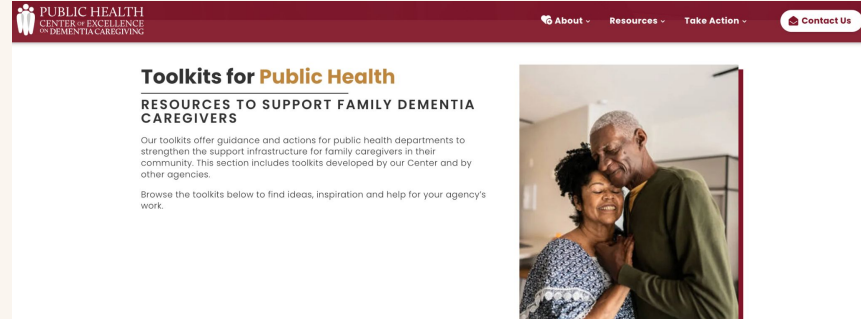 PUBLIC HEALTH
CENTER OF EXCELLENCE
ON DEMENTIA CAREGIVING
About
Resources
Take Action
Contact Us
Toolkits for Public Health
RESOURCES TO SUPPORT FAMILY DEMENTIA
CAREGIVERS
Our toolkits offer guidance and actions for public health departments to
strengthen the support infrastructure for family caregivers in their
community. This section includes toolkits developed by our Center and by
other agencies.
Browse the toolkits below to find ideas, inspiration and help for your agency's
work.